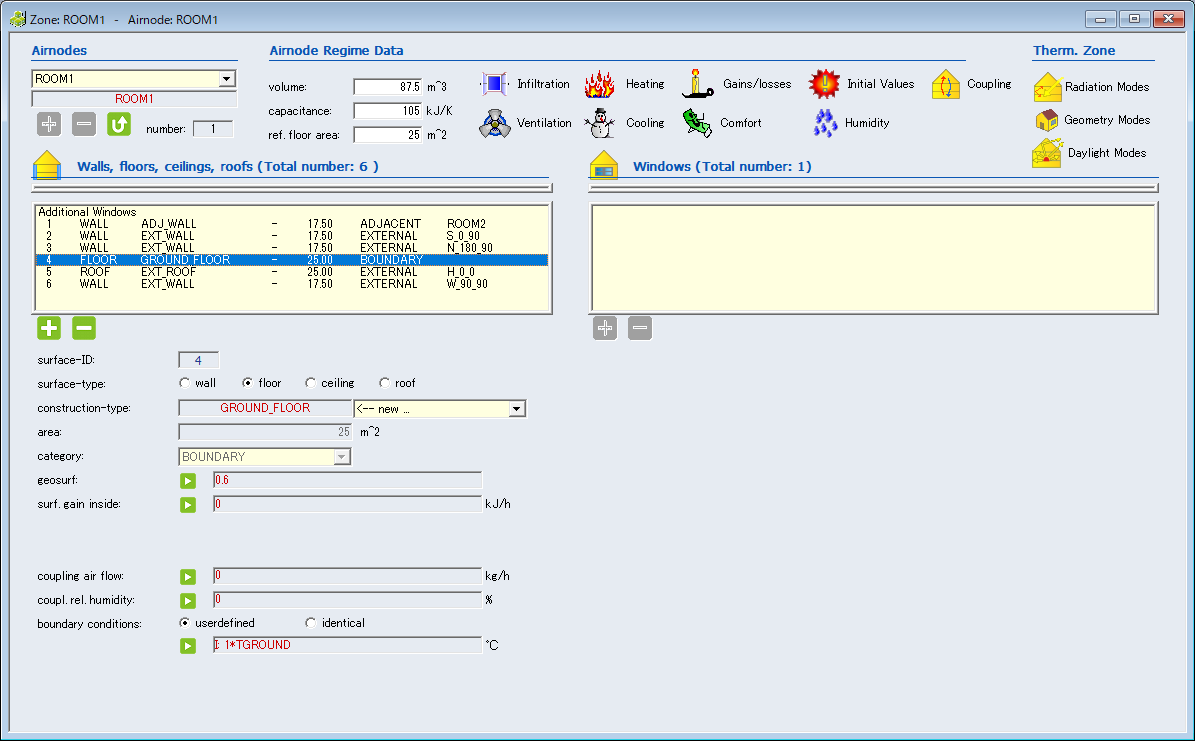 Zone: ROOM1 - Airnode: ROOM1
Airnodes
Airnode Regime Data
Therm. Zone
ROOM1
ROOM1
number: 1
volume: 87.5 m^3
capacitance: 105 kJ/K
ref. floor area: 25 m^2
Infiltration
Heating
Gains/losses
Initial Values
Coupling
Ventilation
Cooling
Comfort
Humidity
Radiation Modes
Geometry Modes
Daylight Modes
Walls, floors, ceilings, roofs (Total number: 6 )
Windows (Total number: 1)
Additional Windows
1 WALL ADJ_WALL - 17.50 ADJACENT ROOM2
2 WALL EXT_WALL - 17.50 EXTERNAL S_0_90
3 WALL EXT_WALL - 17.50 EXTERNAL N_180_90
4 FLOOR GROUND_FLOOR - 25.00 BOUNDARY
5 ROOF EXT_ROOF - 25.00 EXTERNAL H_0_0
6 WALL EXT_WALL - 17.50 EXTERNAL W_90_90
surface-ID: 4
surface-type: wall floor ceiling roof
construction-type: GROUND_FLOOR <-- new ...
area: 25 m^2
category: BOUNDARY
geosurf: 0.6
surf. gain inside: 0 kJ/h
coupling air flow: 0 kg/h
coupl. rel. humidity: 0 %
boundary conditions: userdefined identical
I: 1*TGROUND °C